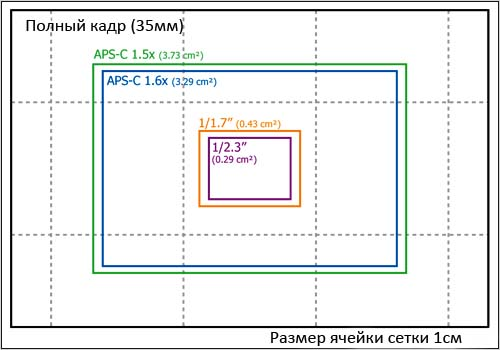 Полный кадр (35мм)
APS-C 1.5x (3.73 cm²)
APS-C 1.6x (3.29 cm²)
1/1.7” (0.43 cm²)
1/2.3”
(0.29 cm²)
Размер ячейки сетки 1см